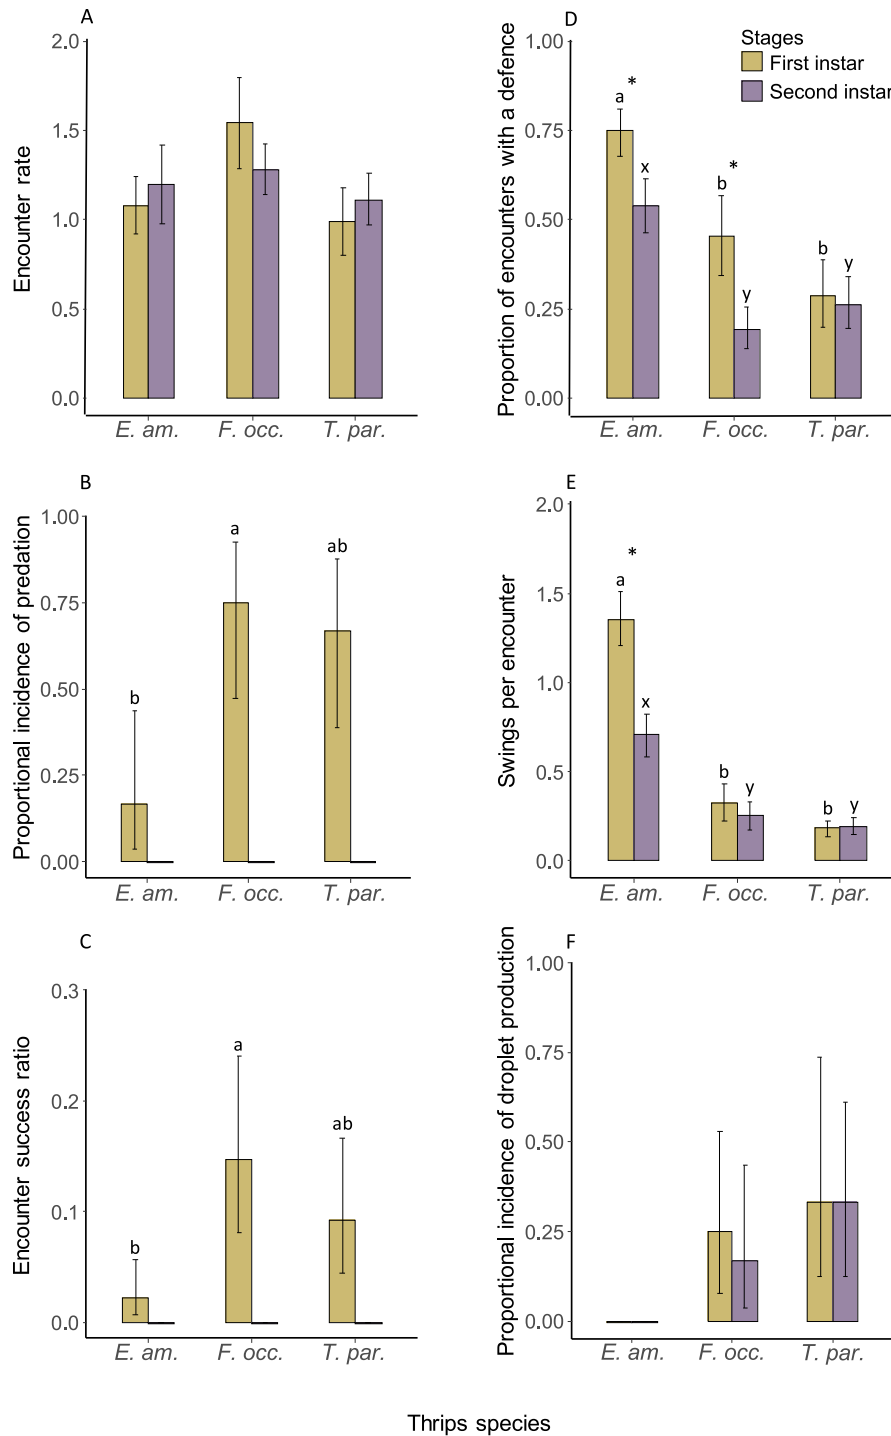 A
2.0
1.5
1.0
0.5
0.0
Encounter rate
E. am. F. occ. T. par.
B
1.00
0.75
0.50
0.25
0.00
Proportional incidence of predation
b a ab
E. am. F. occ. T. par.
C
0.3
0.2
0.1
0.0
Encounter success ratio
b a ab
E. am. F. occ. T. par.
D
Stages
First instar
Second instar
1.00
0.75
0.50
0.25
0.00
Proportion of encounters with a defence
* *
a x b y b y
E. am. F. occ. T. par.
E
2.0
1.5
1.0
0.5
0.0
Swings per encounter
*
a x b y b y
E. am. F. occ. T. par.
F
1.00
0.75
0.50
0.25
0.00
Proportional incidence of droplet production
E. am. F. occ. T. par.
Thrips species